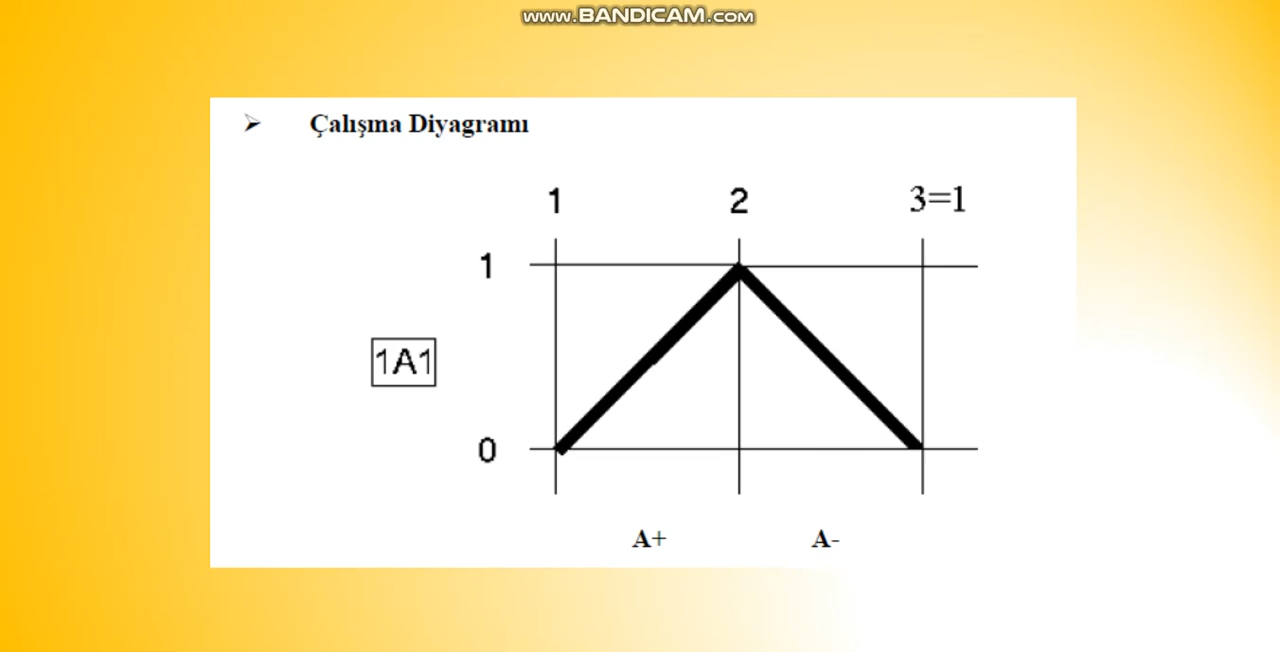 www.BANDICAM.com
➢ Çalışma Diyagramı
1 2 3=1
1
1A1
0
A+ A-